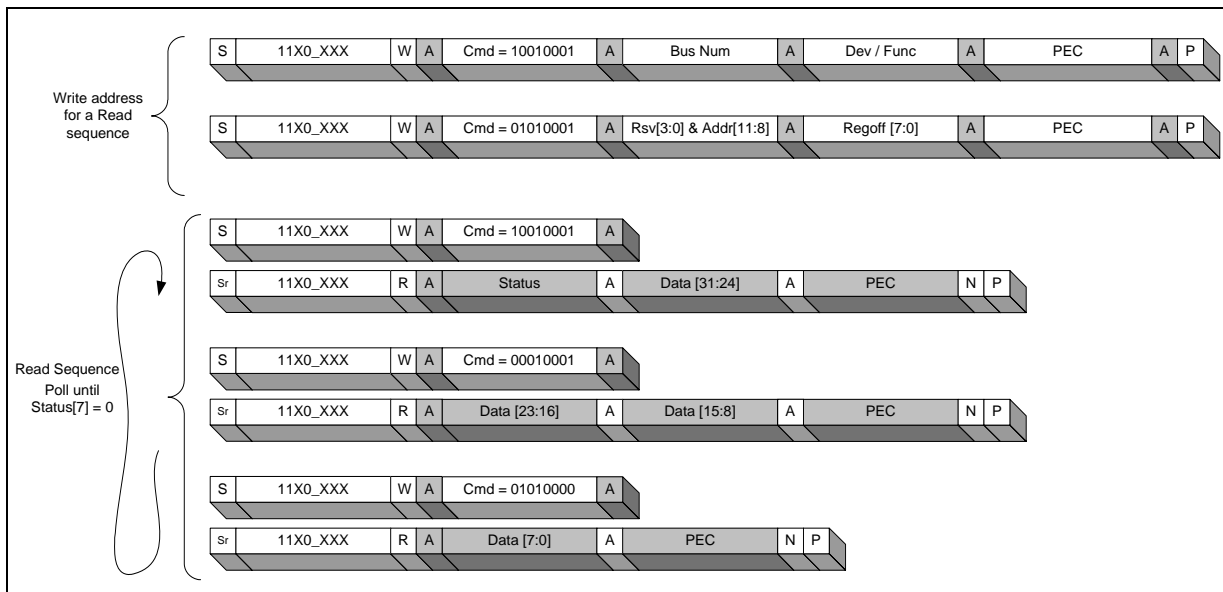 S 11X0_XXX W A Cmd = 10010001 A Bus Num A Dev / Func A PEC A P
Write address
for a Read
sequence
S 11X0_XXX W A Cmd = 01010001 A Rsv[3:0] & Addr[11:8] A Regoff [7:0] A PEC A P
S 11X0_XXX W A Cmd = 10010001 A
Sr 11X0_XXX R A Status A Data [31:24] A PEC N P
S 11X0_XXX W A Cmd = 00010001 A
Read Sequence
Poll until
Status[7] = 0
Sr 11X0_XXX R A Data [23:16] A Data [15:8] A PEC N P
S 11X0_XXX W A Cmd = 01010000 A
Sr 11X0_XXX R A Data [7:0] A PEC N P